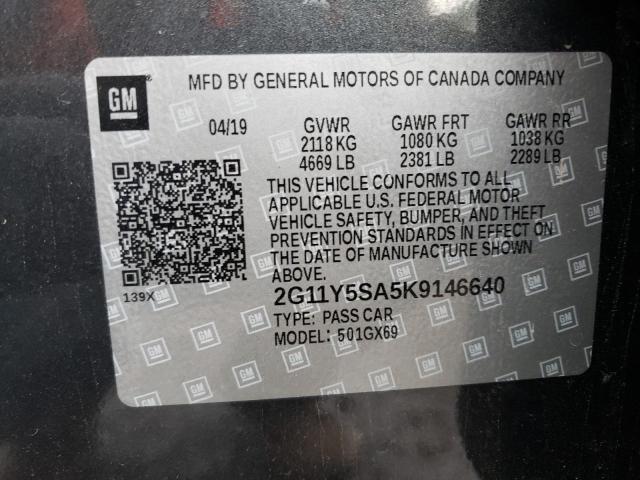 GM
MFD BY GENERAL MOTORS OF CANADA COMPANY
04/19 GVWR GAWR FRT GAWR RR
2118 KG 1080 KG 1038 KG
4669 LB 2381 LB 2289 LB
THIS VEHICLE CONFORMS TO ALL
APPLICABLE U.S. FEDERAL MOTOR
VEHICLE SAFETY, BUMPER, AND THEFT
PREVENTION STANDARDS IN EFFECT ON
THE DATE OF MANUFACTURE SHOWN
ABOVE.
139X
2G11Y5SA5K9146640
TYPE: PASS CAR
MODEL: 501GX69